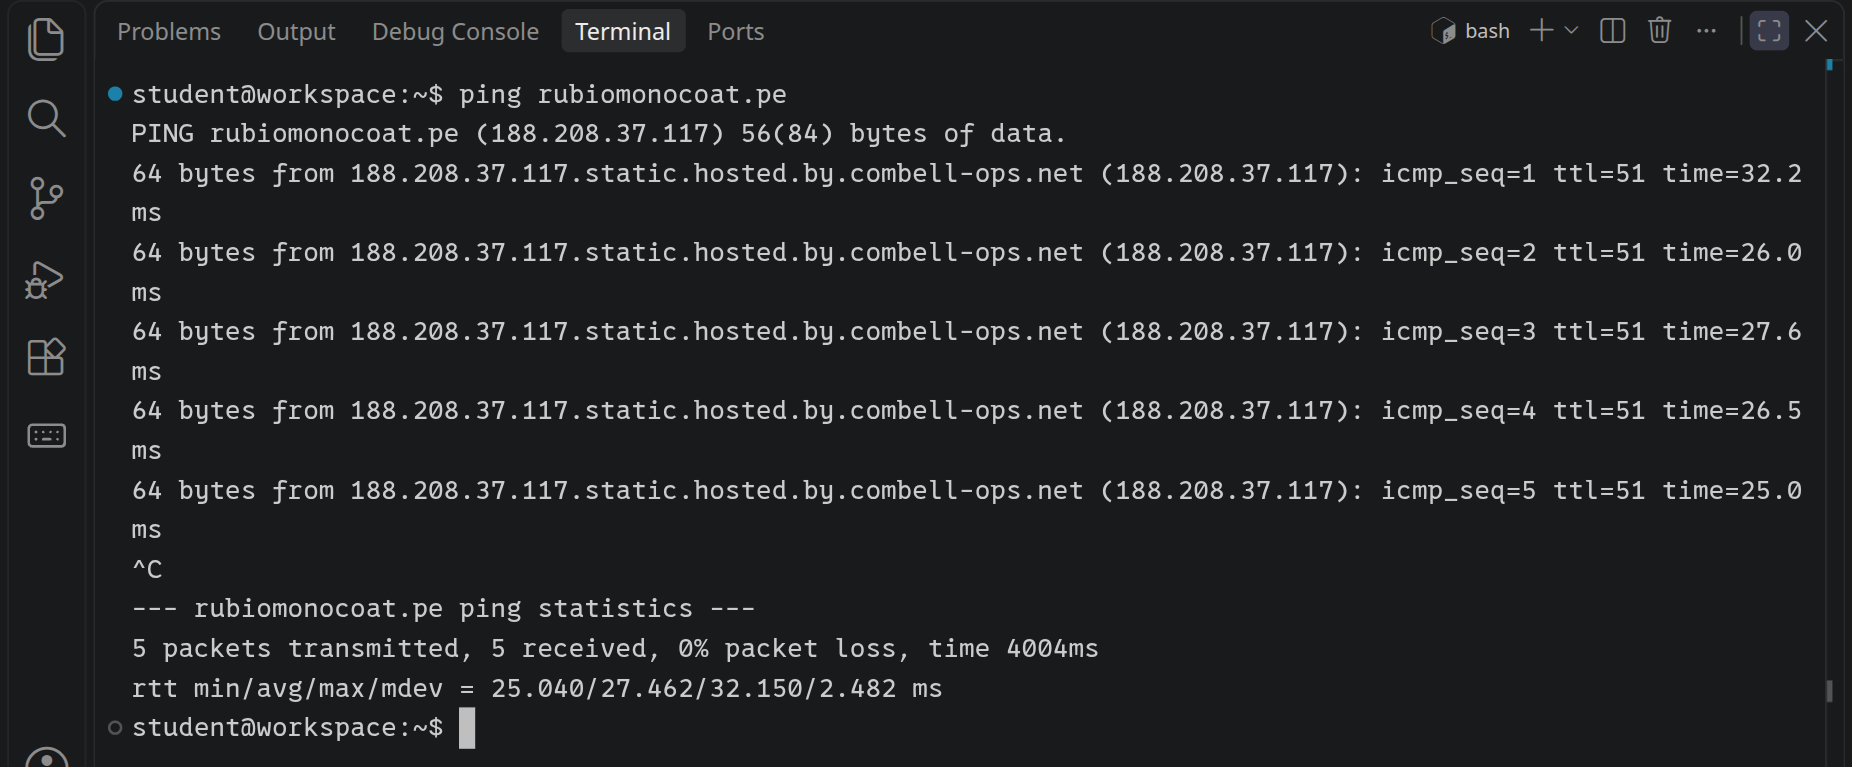 Problems Output Debug Console Terminal Ports bash
student@workspace:~$ ping rubiomonocoat.pe
PING rubiomonocoat.pe (188.208.37.117) 56(84) bytes of data.
64 bytes from 188.208.37.117.static.hosted.by.combell-ops.net (188.208.37.117): icmp_seq=1 ttl=51 time=32.2
ms
64 bytes from 188.208.37.117.static.hosted.by.combell-ops.net (188.208.37.117): icmp_seq=2 ttl=51 time=26.0
ms
64 bytes from 188.208.37.117.static.hosted.by.combell-ops.net (188.208.37.117): icmp_seq=3 ttl=51 time=27.6
ms
64 bytes from 188.208.37.117.static.hosted.by.combell-ops.net (188.208.37.117): icmp_seq=4 ttl=51 time=26.5
ms
64 bytes from 188.208.37.117.static.hosted.by.combell-ops.net (188.208.37.117): icmp_seq=5 ttl=51 time=25.0
ms
^C
--- rubiomonocoat.pe ping statistics ---
5 packets transmitted, 5 received, 0% packet loss, time 4004ms
rtt min/avg/max/mdev = 25.040/27.462/32.150/2.482 ms
student@workspace:~$